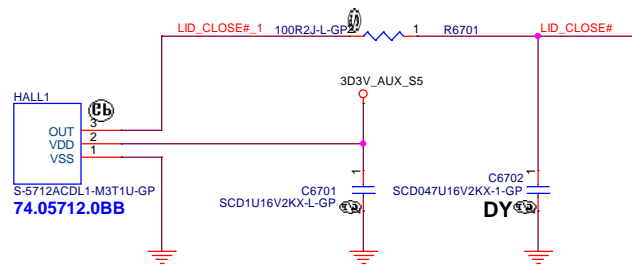 LID_CLOSE#_1
100R2J-L-GP
1
R6701
LID_CLOSE#
3D3V_AUX_S5
HALL1
OUT
3
VDD
2
VSS
1
S-5712ACDL1-M3T1U-GP
74.05712.0BB
1
C6701
SCD1U16V2KX-L-GP
1
C6702
SCD047U16V2KX-1-GP
DY